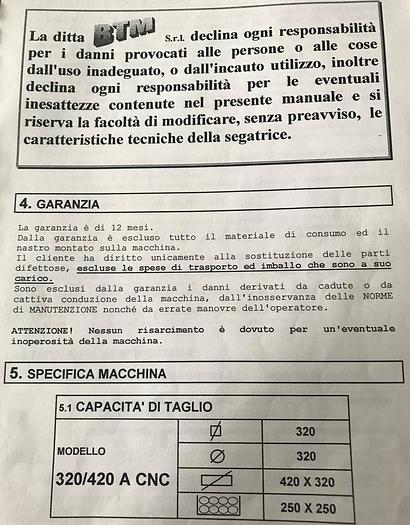 La ditta BTM S.r.l. declina ogni responsabilità
per i danni provocati alle persone o alle cose
dall'uso inadeguato, o dall'incauto utilizzo, inoltre
declina ogni responsabilità per le eventuali
inesattezze contenute nel presente manuale e si
riserva la facoltà di modificare, senza preavviso, le
caratteristiche tecniche della segatrice.
4. GARANZIA
La garanzia è di 12 mesi.
Dalla garanzia è escluso tutto il materiale di consumo ed il
nastro montato sulla macchina.
Il cliente ha diritto unicamente alla sostituzione delle parti
difettose, escluse le spese di trasporto ed imballo che sono a suo
carico.
Sono esclusi dalla garanzia i danni derivati da cadute o da
cattiva conduzione della macchina, dall'inosservanza delle NORME
di MANUTENZIONE nonché da errate manovre dell'operatore.
ATTENZIONE! Nessun risarcimento è dovuto per un'eventuale
inoperosità della macchina.
5. SPECIFICA MACCHINA
5.1 CAPACITA' DI TAGLIO
MODELLO
320/420 A CNC
320
320
420 X 320
250 X 250